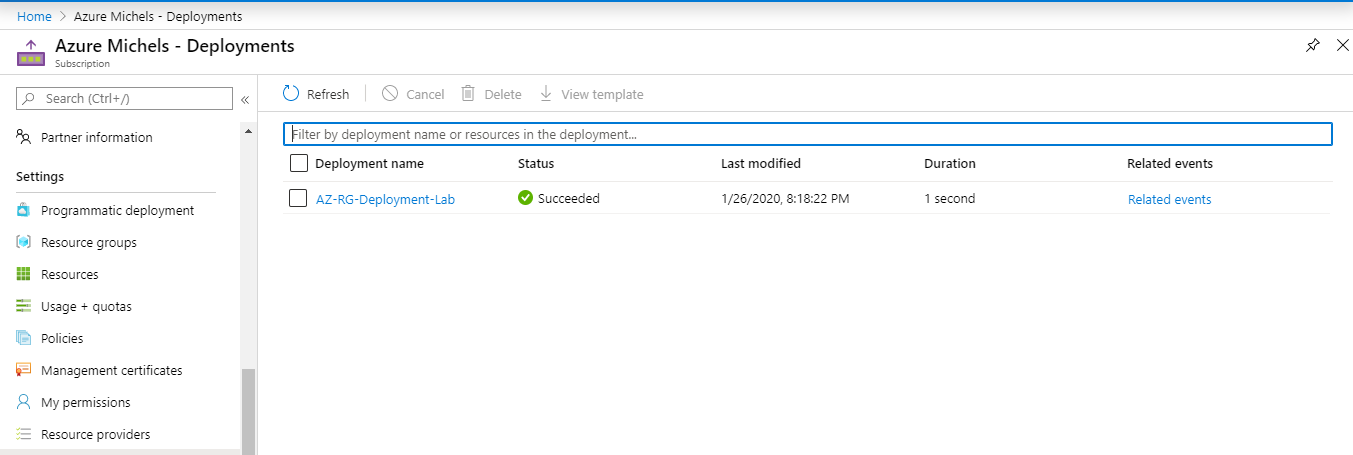 Home > Azure Michels - Deployments
Azure Michels - Deployments
Subscription
Search (Ctrl+/)
«
Partner information
Settings
Programmatic deployment
Resource groups
Resources
Usage + quotas
Policies
Management certificates
My permissions
Resource providers
Refresh Cancel Delete View template
Filter by deployment name or resources in the deployment...
Deployment name Status Last modified Duration Related events
AZ-RG-Deployment-Lab Succeeded 1/26/2020, 8:18:22 PM 1 second Related events